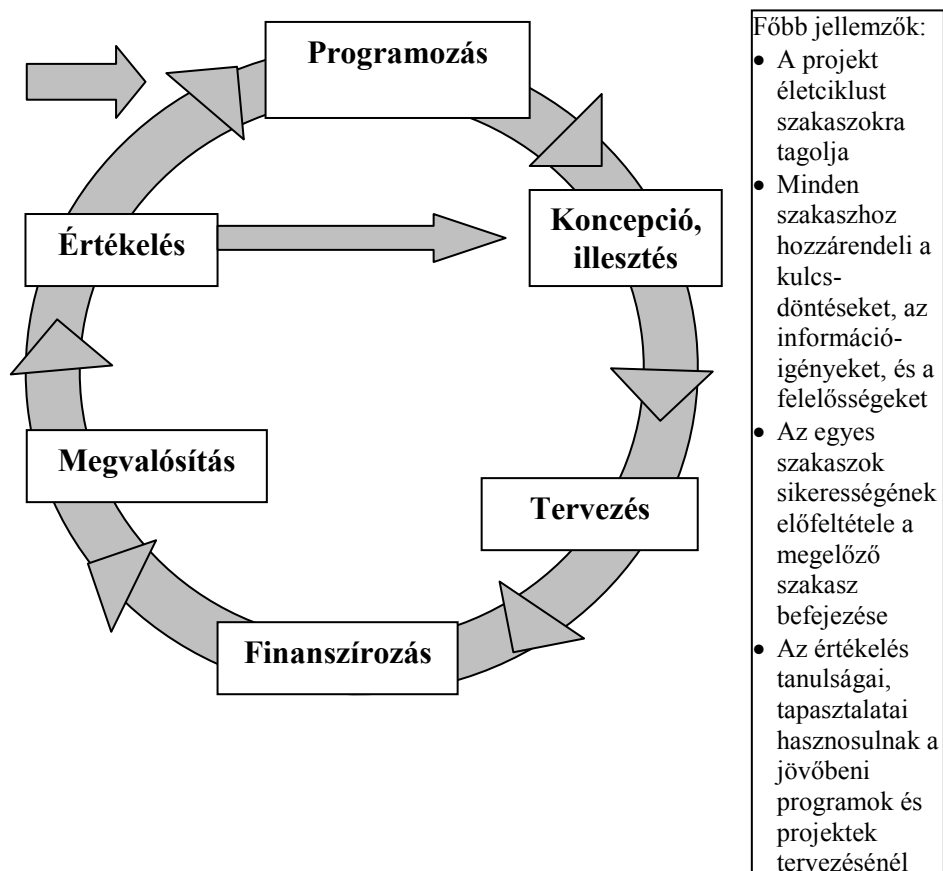 Programozás
Koncepció,
illesztés
Értékelés
Megvalósítás
Tervezés
Finanszírozás
Főbb jellemzők:
• A projekt
életciklust
szakaszokra
tagolja
• Minden
szakaszhoz
hozzárendeli a
kulcs-
döntéseket, az
információ-
igényeket, és a
felelősségeket
• Az egyes
szakaszok
sikerességének
előfeltétele a
megelőző
szakasz
befejezése
• Az értékelés
tanulságai,
tapasztalatai
hasznosulnak a
jövőbeni
programok és
projektek
tervezésénél